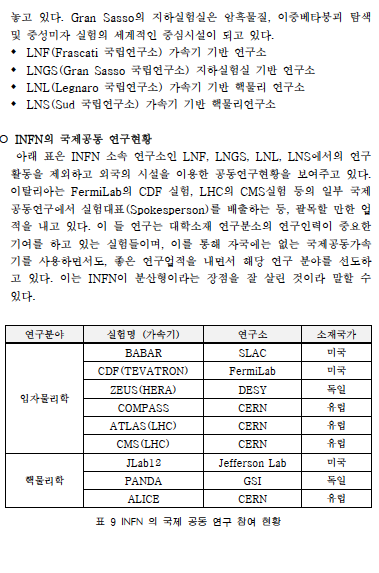 놓고 있다. Gran Sasso의 지하실험실은 암흑물질, 이중베타붕괴 탐색
및 중성미자 실험의 세계적인 중심시설이 되고 있다.
◆ LNF(Frascati 국립연구소) 가속기 기반 연구소
◆ LNGS(Gran Sasso 국립연구소) 지하실험실 기반 연구소
◆ LNL(Legnaro 국립연구소) 가속기 기반 핵물리 연구소
◆ LNS(Sud 국립연구소) 가속기 기반 핵물리연구소
○ INFN의 국제공동 연구현황
아래 표은 INFN 소속 연구소인 LNF, LNGS, LNL, LNS에서의 연구
활동을 제외하고 외국의 시설을 이용한 공동연구현황을 보여주고 있다.
이탈리아는 FermiLab의 CDF 실험, LHC의 CMS실험 등의 일부 국제
공동연구에서 실험대표(Spokesperson)를 배출하는 등, 괄목할 만한 업
적을 내고 있다. 이 들 연구는 대학소재 연구분소의 연구인력이 중요한
기여를 하고 있는 실험들이며, 이를 통해 자국에는 없는 국제공동가속
기를 사용하면서도, 좋은 연구업적을 내면서 해당 연구 분야를 선도하
고 있다. 이는 INFN이 분산형이라는 장점을 잘 살린 것이라 말할 수
있다.
연구분야 실험명 (가속기) 연구소 소재국가
입자물리학 BABAR SLAC 미국
CDF(TEVATRON) FermiLab 미국
ZEUS(HERA) DESY 독일
COMPASS CERN 유럽
ATLAS(LHC) CERN 유럽
CMS(LHC) CERN 유럽
핵물리학 JLab12 Jefferson Lab 미국
PANDA GSI 독일
ALICE CERN 유럽
표 9 INFN 의 국제 공동 연구 참여 현황